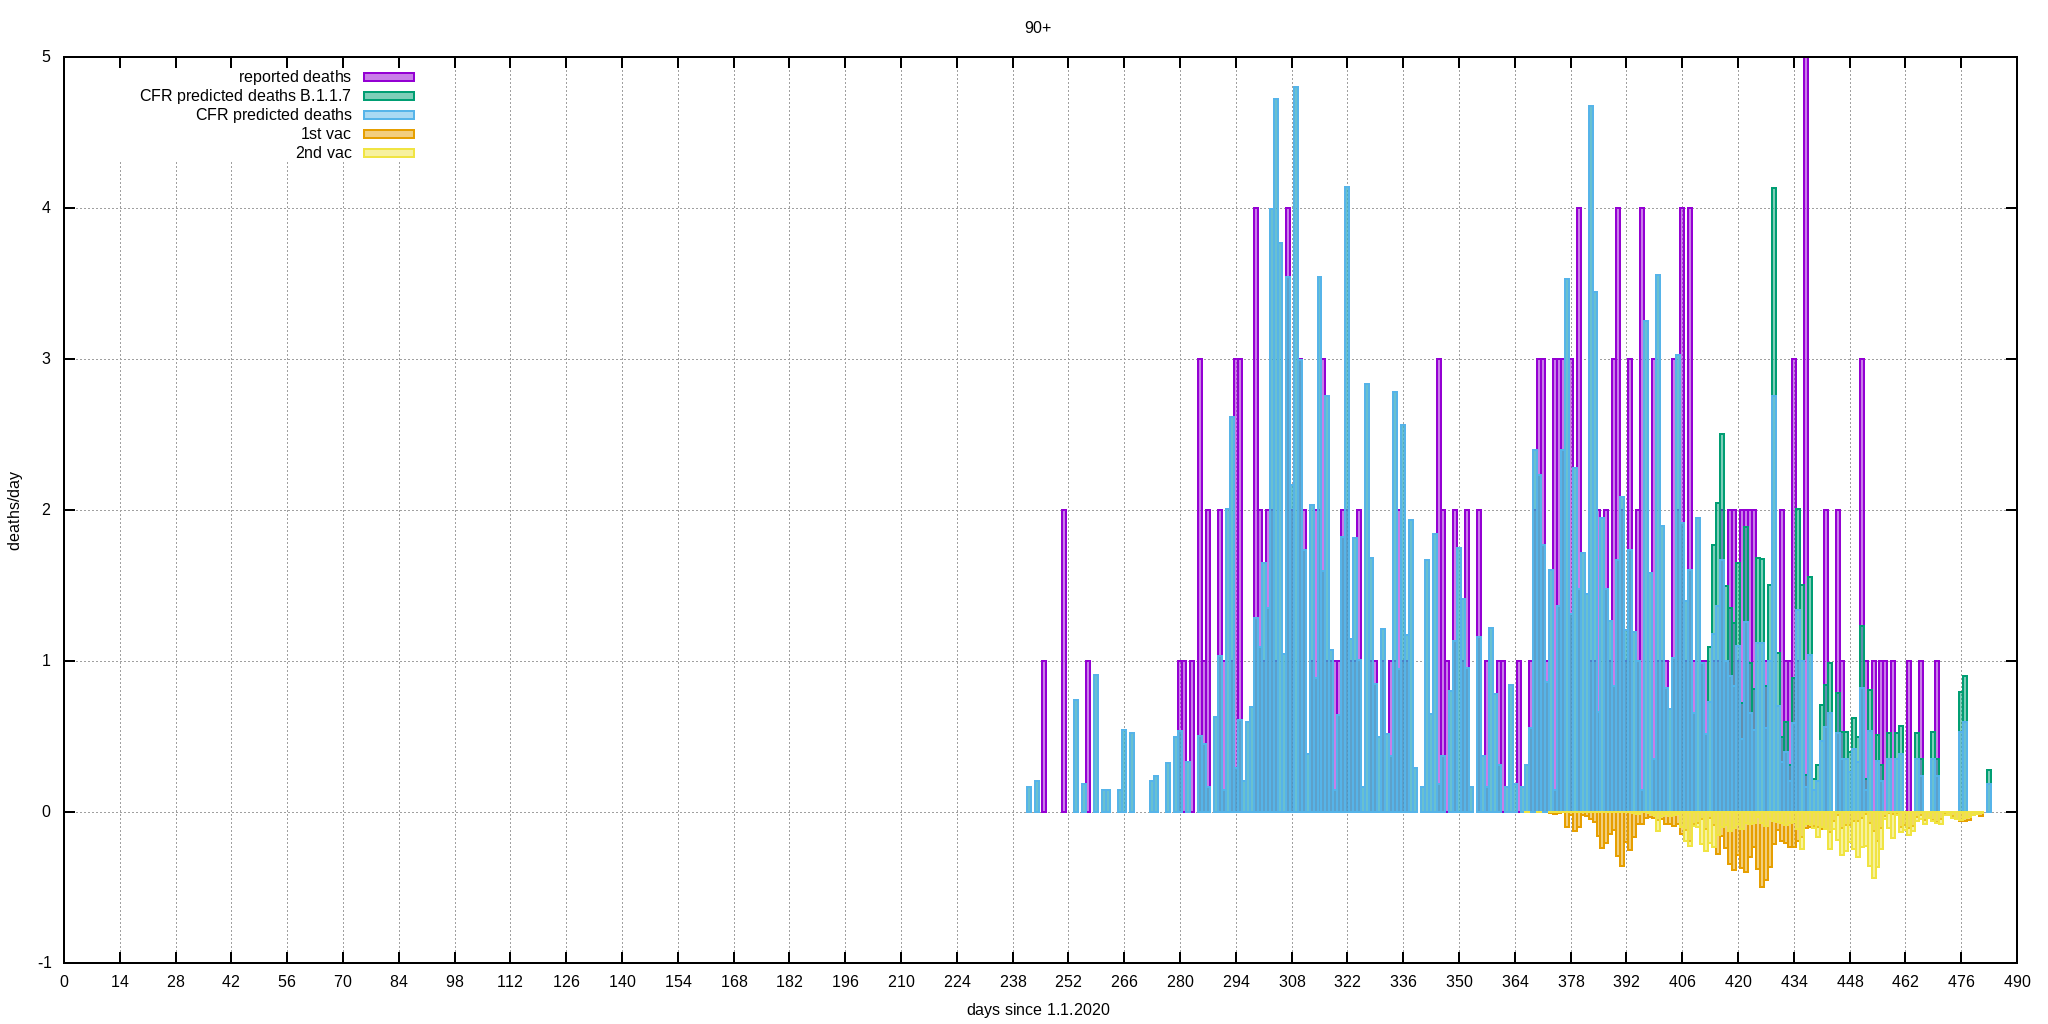 90+
5
reported deaths
CFR predicted deaths B.1.1.7
CFR predicted deaths
1st vac
2nd vac
4
3
2
deaths/day
1
0
-1
0 14 28 42 56 70 84 98 112 126 140 154 168 182 196 210 224 238 252 266 280 294 308 322 336 350 364 378 392 406 420 434 448 462 476 490
days since 1.1.2020